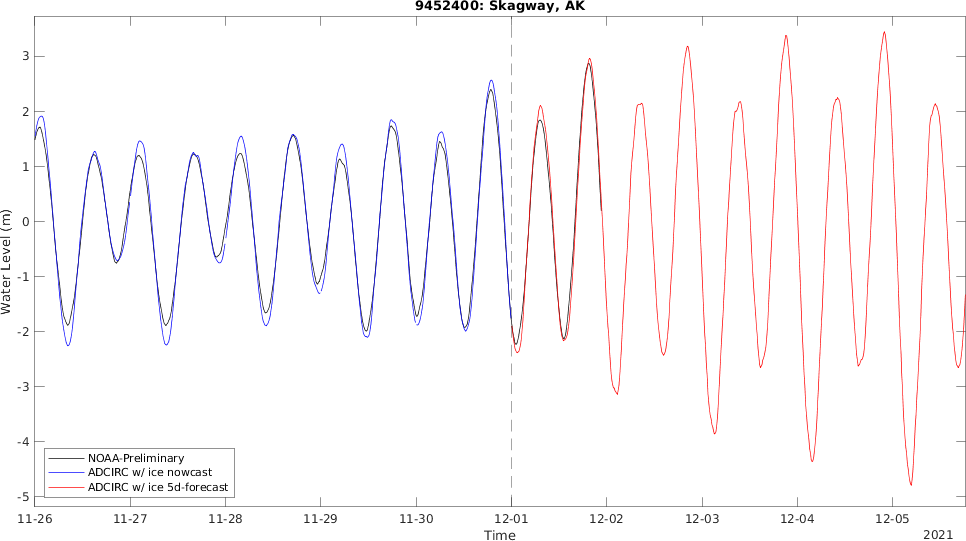 9452400: Skagway, AK
Water Level (m)
3
2
1
0
-1
-2
-3
-4
-5
NOAA-Preliminary
ADCIRC w/ ice nowcast
ADCIRC w/ ice 5d-forecast
11-26 11-27 11-28 11-29 11-30 12-01 12-02 12-03 12-04 12-05
Time
2021